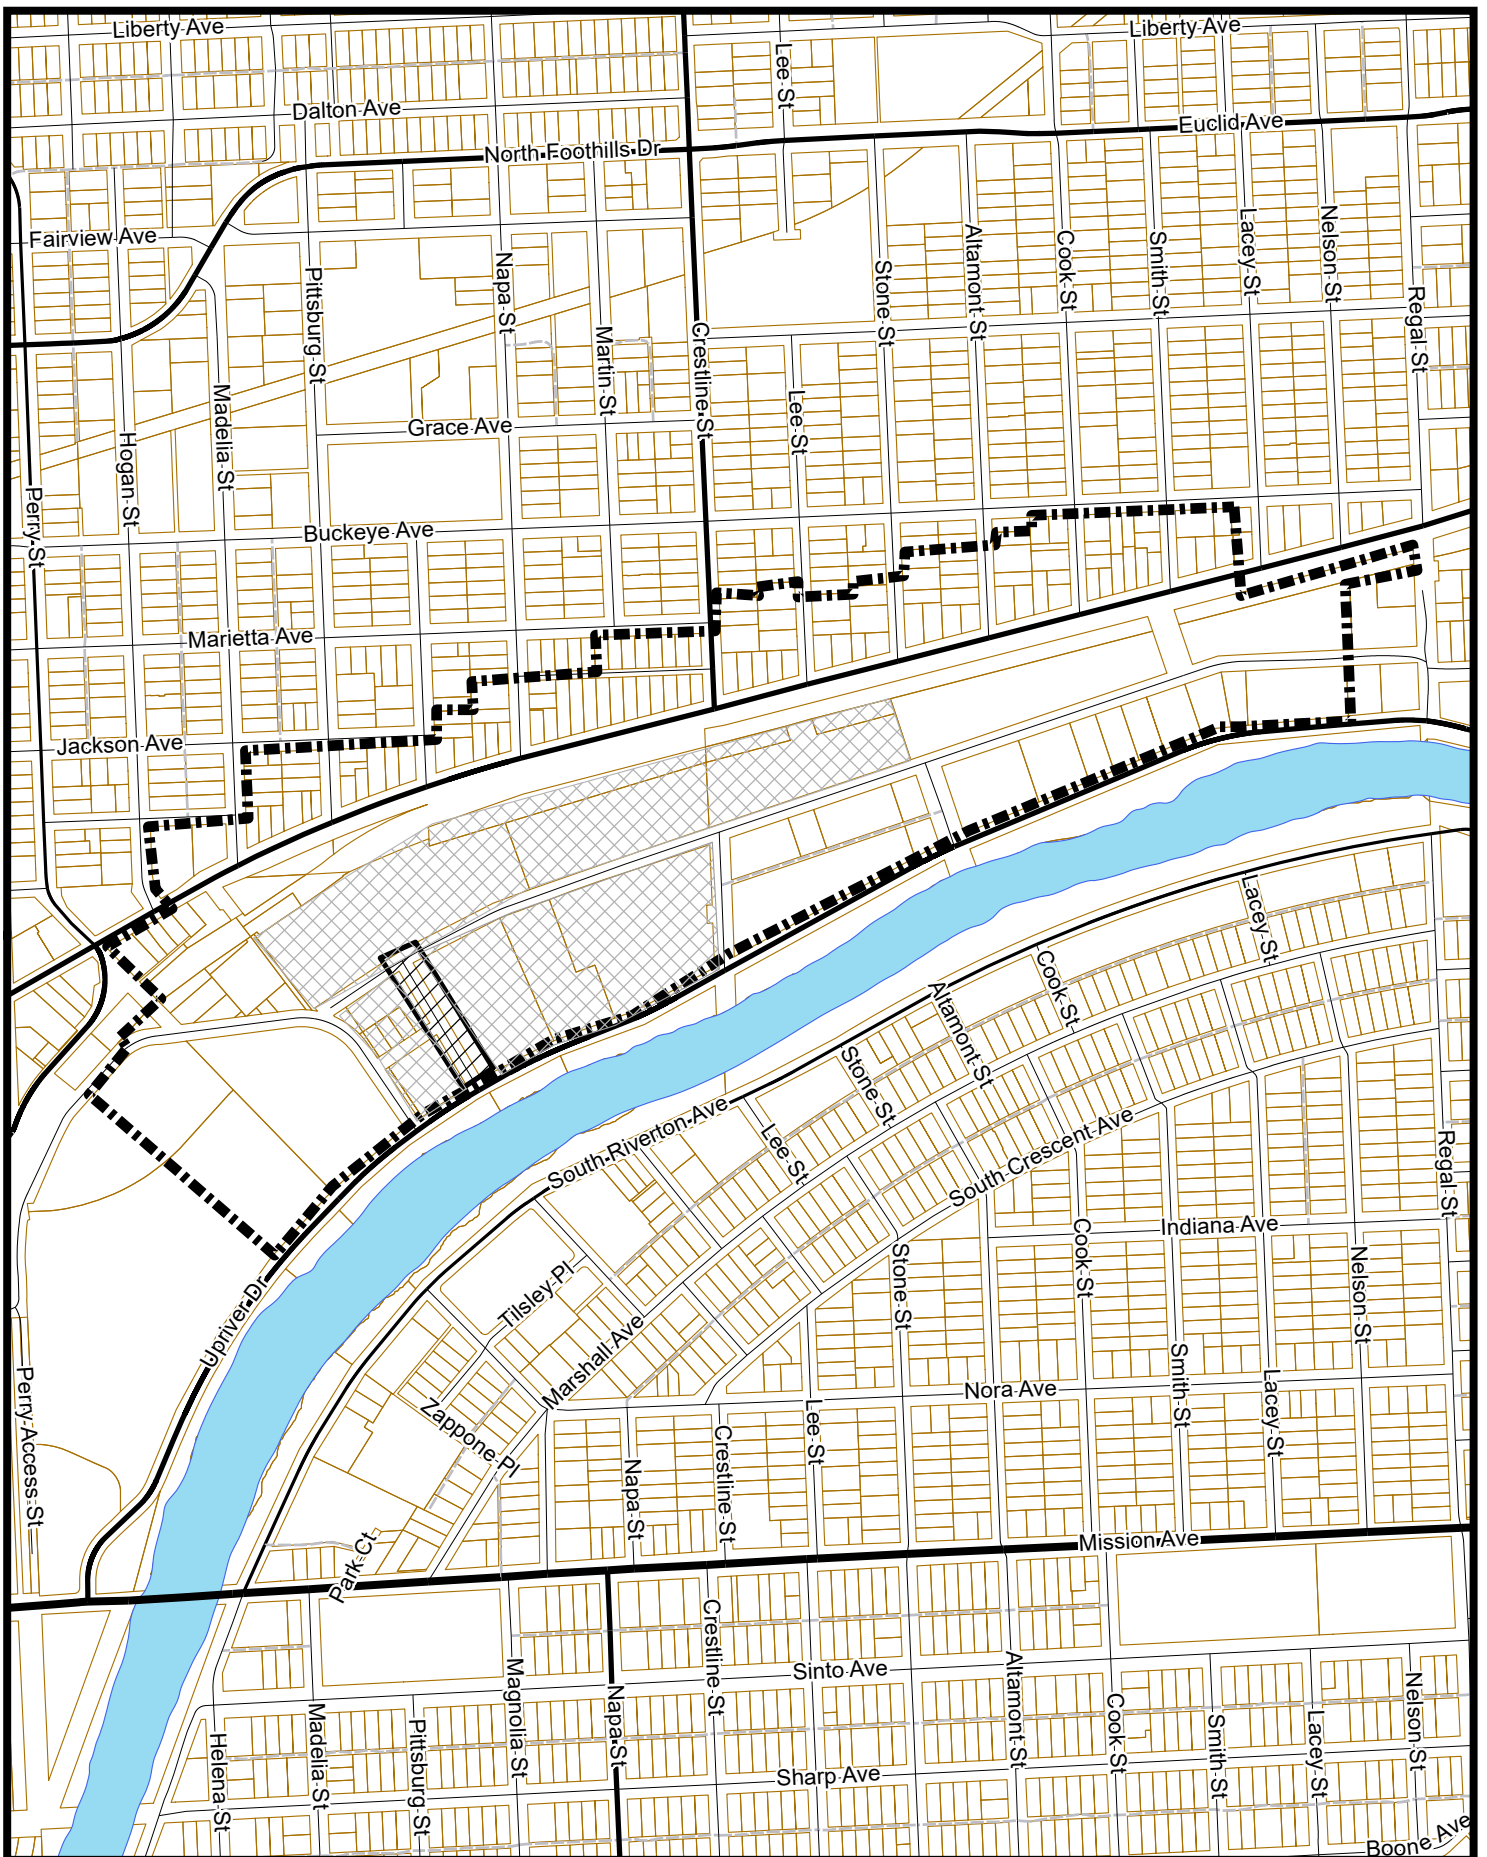 Liberty Ave
Liberty Ave
Lee St
Dalton Ave
Euclid Ave
North Foothills Dr
Fairview Ave
Pittsburg St
Napa St
Martin St
Crestline St
Stone St
Altamont St
Cook St
Smith St
Lacey St
Nelson St
Regal St
Madelia St
Hogan St
Perry St
Lee St
Grace Ave
Buckeye Ave
Marietta Ave
Jackson Ave
Lacey St
Cook St
Altamont St
Stone St
Lee St
South Riverton Ave
South Crescent Ave
Regal St
Indiana Ave
Cook St
Stone St
Nelson St
Tilsley Pl
Upriver Dr
Marshall Ave
Smith St
Lacey St
Perry Access St
Nora Ave
Zappone Pl
Lee St
Crestline St
Napa St
Park Ct
Mission Ave
Crestline St
Sinto Ave
Altamont St
Magnolia St
Napa St
Madelia St
Pittsburg St
Helena St
Cook St
Smith St
Lacey St
Nelson St
Sharp Ave
Boone Ave